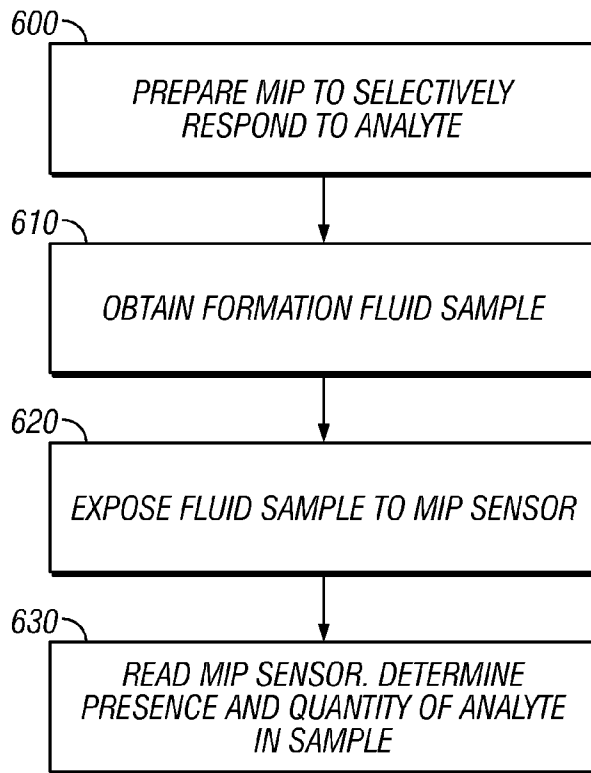 600
PREPARE MIP TO SELECTIVELY
RESPOND TO ANALYTE
610
OBTAIN FORMATION FLUID SAMPLE
620
EXPOSE FLUID SAMPLE TO MIP SENSOR
630
READ MIP SENSOR. DETERMINE
PRESENCE AND QUANTITY OF ANALYTE
IN SAMPLE